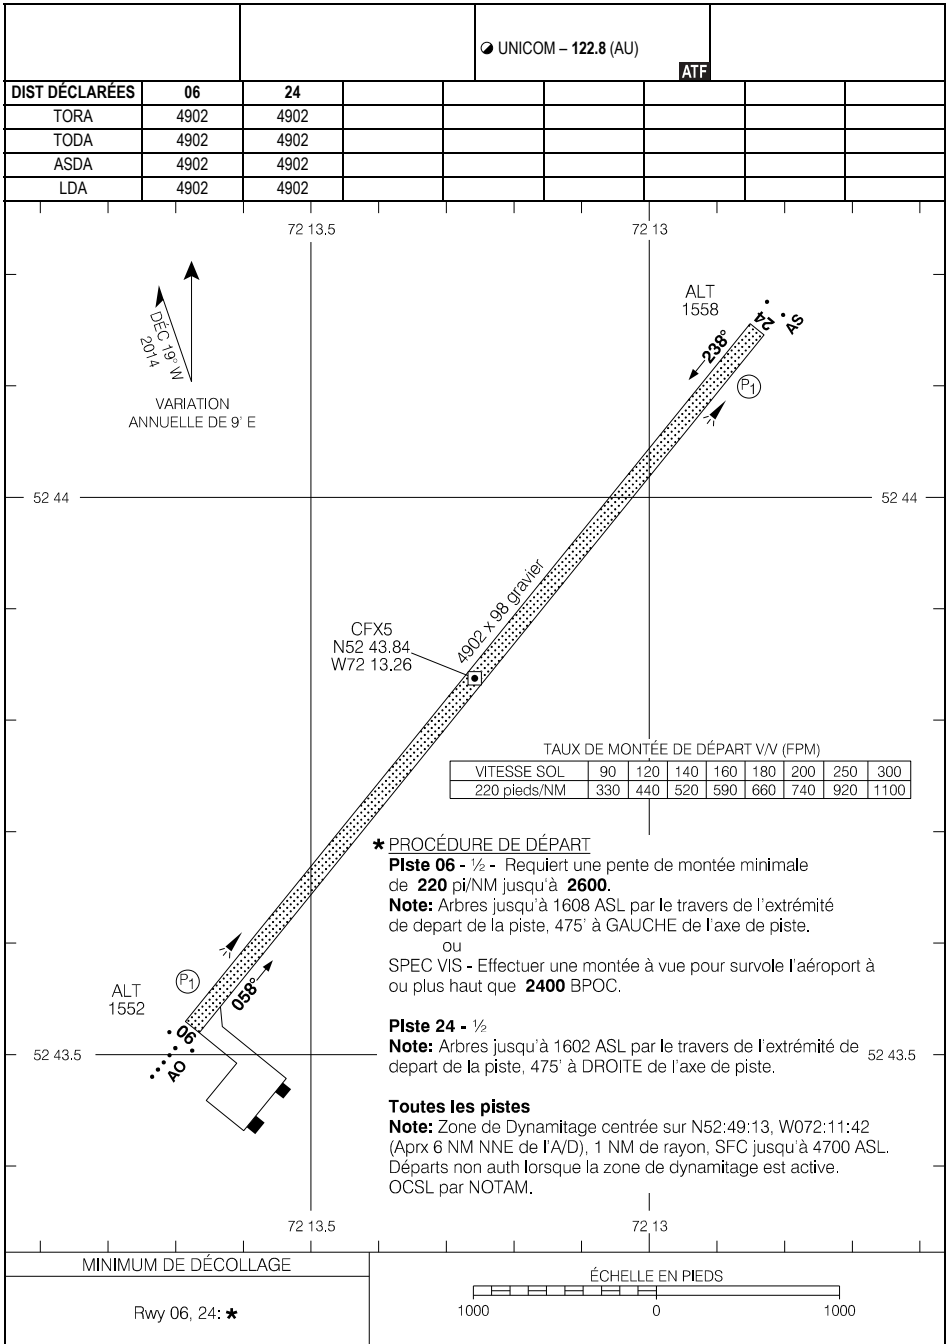 UNICOM – 122.8 (AU)
ATF
DIST DÉCLARÉES 06 24
TORA 4902 4902
TODA 4902 4902
ASDA 4902 4902
LDA 4902 4902
72 13.5 72 13
ALT
1558
24
AS
238°
P1
DÉC 19° W
2014
VARIATION
ANNUELLE DE 9' E
52 44 52 44
4902 x 98 gravier
CFX5
N52 43.84
W72 13.26
TAUX DE MONTÉE DE DÉPART V/V (FPM)
VITESSE SOL 90 120 140 160 180 200 250 300
220 pieds/NM 330 440 520 590 660 740 920 1100
* PROCÉDURE DE DÉPART
Piste 06 - ½ - Requiert une pente de montée minimale
de 220 pi/NM jusqu'à 2600.
Note: Arbres jusqu'à 1608 ASL par le travers de l'extrémité
de depart de la piste, 475' à GAUCHE de l'axe de piste.
ou
SPEC VIS - Effectuer une montée à vue pour survole l'aéroport à
ou plus haut que 2400 BPOC.
P1
058°
ALT
1552
06
AO
Piste 24 - ½
Note: Arbres jusqu'à 1602 ASL par le travers de l'extrémité de
depart de la piste, 475' à DROITE de l'axe de piste.
52 43.5 52 43.5
Toutes les pistes
Note: Zone de Dynamitage centrée sur N52:49:13, W072:11:42
(Aprx 6 NM NNE de l'A/D), 1 NM de rayon, SFC jusqu'à 4700 ASL.
Départs non auth lorsque la zone de dynamitage est active.
OCSL par NOTAM.
72 13.5 72 13
MINIMUM DE DÉCOLLAGE
Rwy 06, 24: *
ÉCHELLE EN PIEDS
1000 0 1000